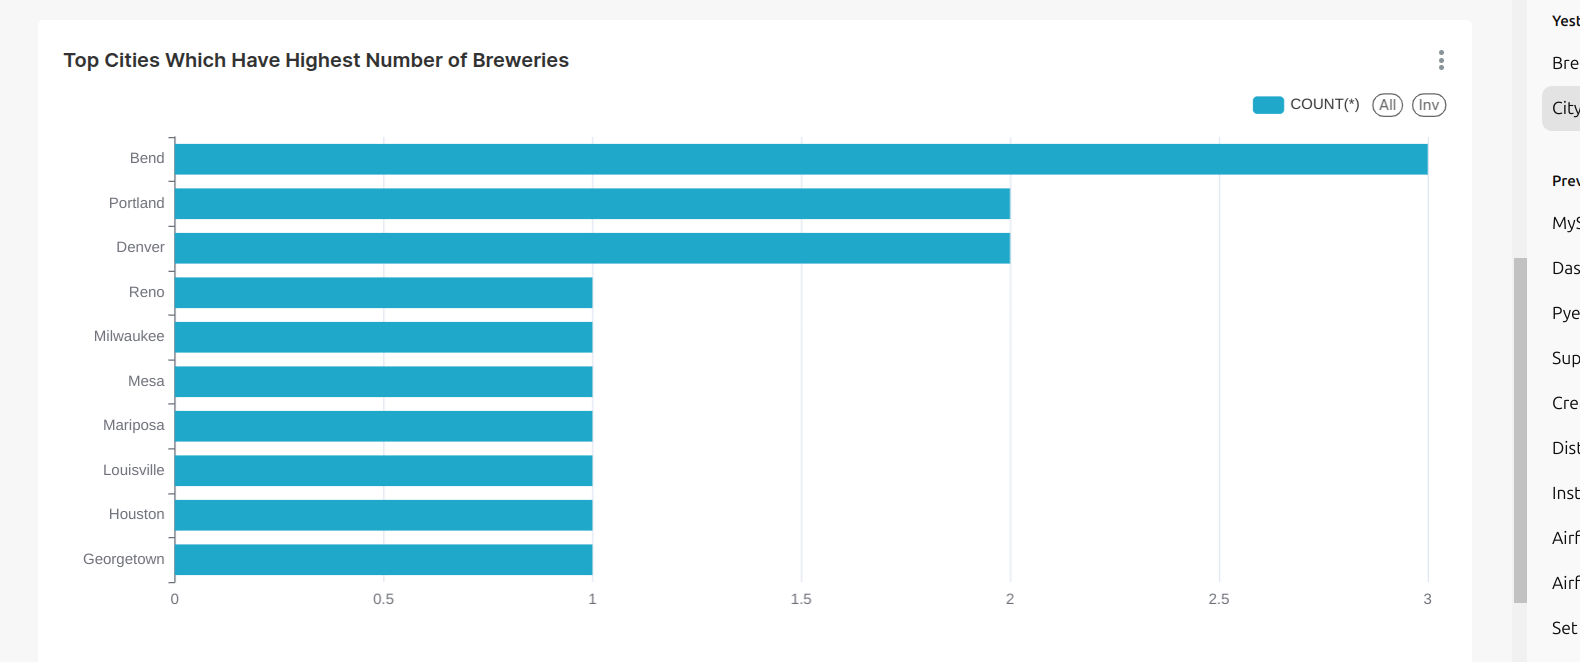 Top Cities Which Have Highest Number of Breweries
COUNT(*) All Inv
Bend
Portland
Denver
Reno
Milwaukee
Mesa
Mariposa
Louisville
Houston
Georgetown
0 0.5 1 1.5 2 2.5 3
Yest
Bre
City
Prev
MyS
Das
Pye
Sup
Cre
Dist
Inst
Airf
Airf
Set